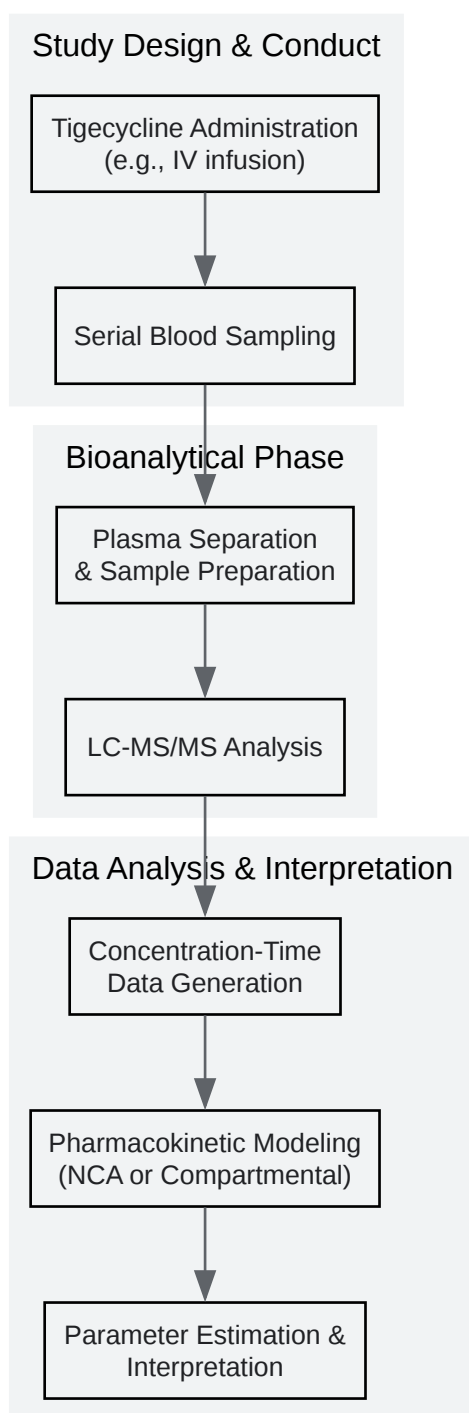 Study Design & Conduct
Tigecycline Administration
(e.g., IV infusion)
Serial Blood Sampling
Bioanalytical Phase
Plasma Separation
& Sample Preparation
LC-MS/MS Analysis
Data Analysis & Interpretation
Concentration-Time
Data Generation
Pharmacokinetic Modeling
(NCA or Compartmental)
Parameter Estimation &
Interpretation